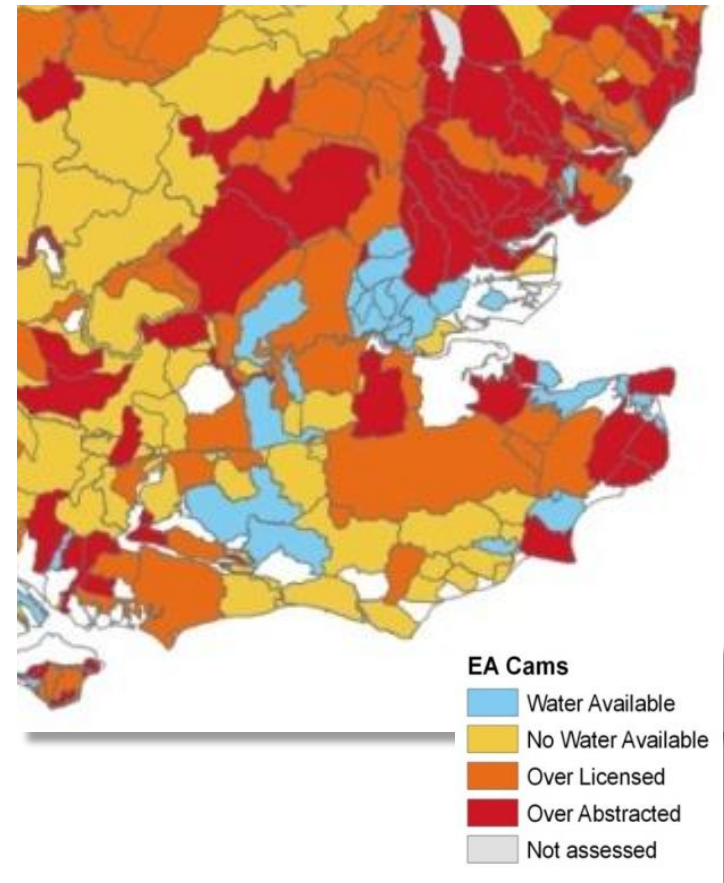 EA Cams
Water Available
No Water Available
Over Licensed
Over Abstracted
Not assessed